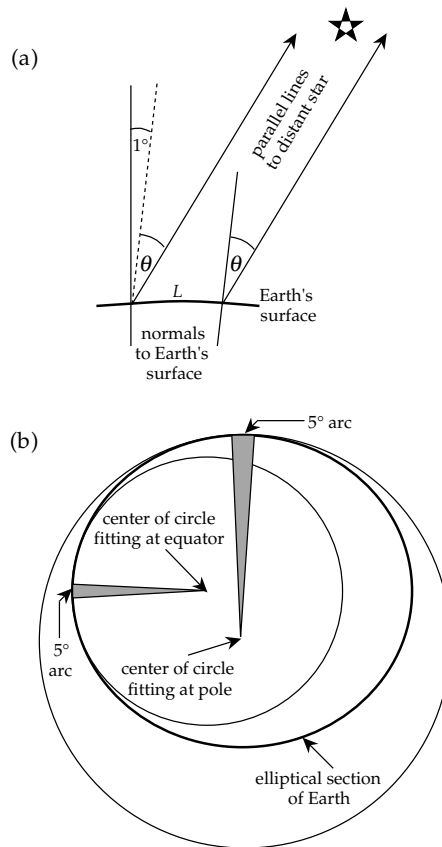 (a)
parallel lines
to distant star
1°
θ
θ
L
Earth's
surface
normals
to Earth's
surface
5° arc
(b)
center of circle
fitting at equator
5°
arc
center of circle
fitting at pole
elliptical section
of Earth